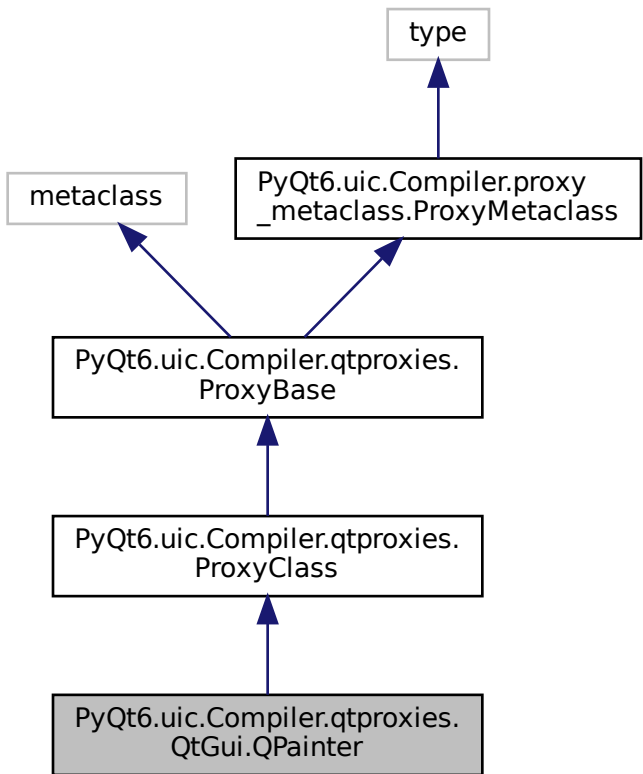 type
PyQt6.uic.Compiler.proxy
_metaclass.ProxyMetaclass
metaclass
PyQt6.uic.Compiler.qtproxies.
ProxyBase
PyQt6.uic.Compiler.qtproxies.
ProxyClass
PyQt6.uic.Compiler.qtproxies.
QtGui.QPainter